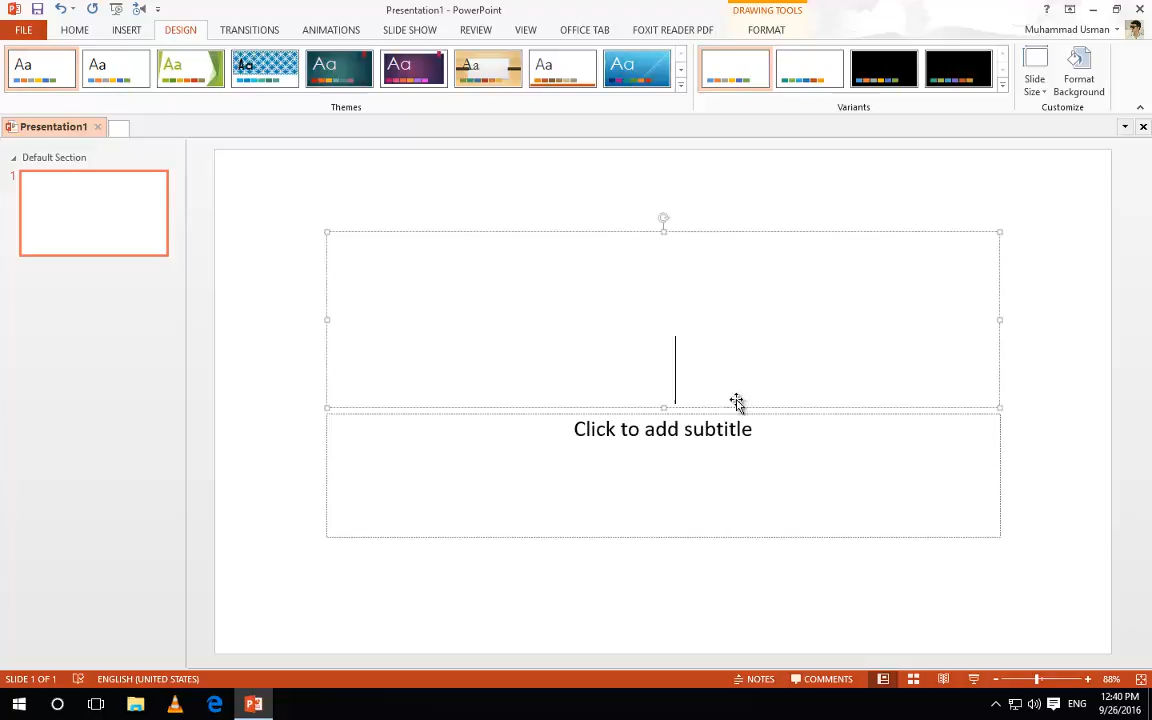 Presentation1 - PowerPoint
DRAWING TOOLS
?
FILE HOME INSERT DESIGN TRANSITIONS ANIMATIONS SLIDE SHOW REVIEW VIEW OFFICE TAB FOXIT READER PDF FORMAT
Muhammad Usman
Aa Aa Aa Aa Aa Aa Aa Aa Aa
Slide Size
Format Background
Themes Variants Customize
Presentation1
Default Section
1
Click to add subtitle
SLIDE 1 OF 1 ENGLISH (UNITED STATES) NOTES COMMENTS 88%
ENG
12:40 PM
9/26/2016